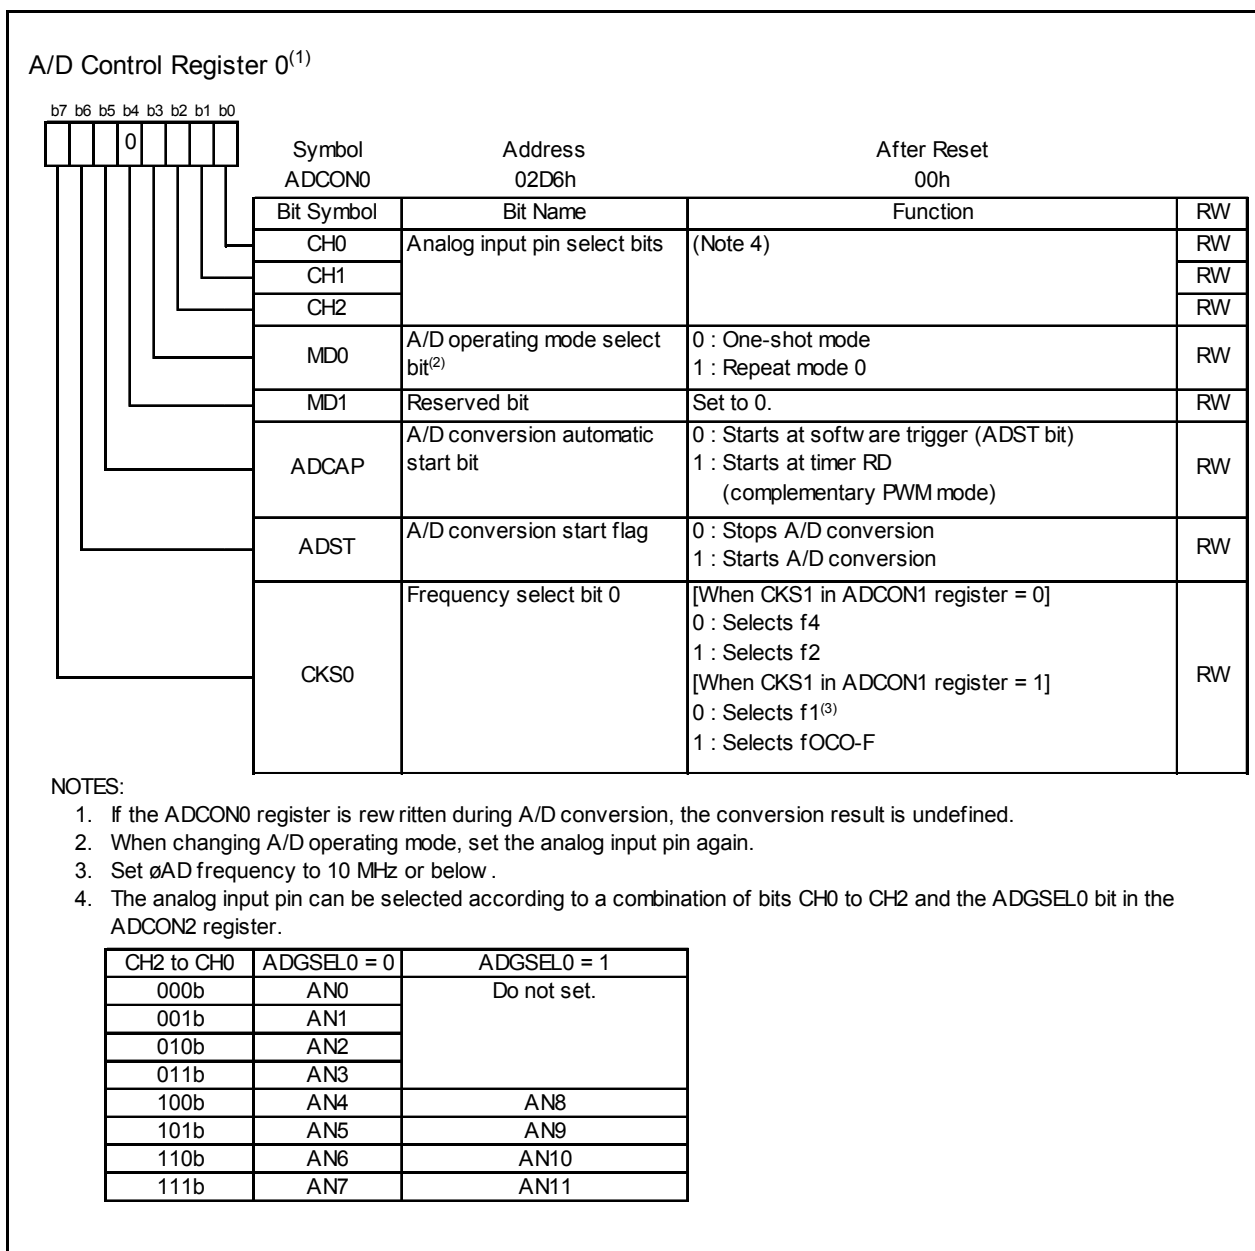 A/D Control Register 0(1)
b7 b6 b5 b4 b3 b2 b1 b0
0
Symbol Address After Reset
ADCON0 02D6h 00h
Bit Symbol Bit Name Function RW
CH0 Analog input pin select bits (Note 4) RW
CH1 RW
CH2 RW
MD0 A/D operating mode select bit(2) 0 : One-shot mode RW
1 : Repeat mode 0
MD1 Reserved bit Set to 0. RW
ADCAP A/D conversion automatic start bit 0 : Starts at software trigger (ADST bit) RW
1 : Starts at timer RD
(complementary PWM mode)
ADST A/D conversion start flag 0 : Stops A/D conversion RW
1 : Starts A/D conversion
CKS0 Frequency select bit 0 [When CKS1 in ADCON1 register = 0] RW
0 : Selects f4
1 : Selects f2
[When CKS1 in ADCON1 register = 1]
0 : Selects f1(3)
1 : Selects fOCO-F
NOTES:
1. If the ADCON0 register is rewritten during A/D conversion, the conversion result is undefined.
2. When changing A/D operating mode, set the analog input pin again.
3. Set øAD frequency to 10 MHz or below.
4. The analog input pin can be selected according to a combination of bits CH0 to CH2 and the ADGSEL0 bit in the
ADCON2 register.
CH2 to CH0 ADGSEL0 = 0 ADGSEL0 = 1
000b AN0 Do not set.
001b AN1
010b AN2
011b AN3
100b AN4 AN8
101b AN5 AN9
110b AN6 AN10
111b AN7 AN11